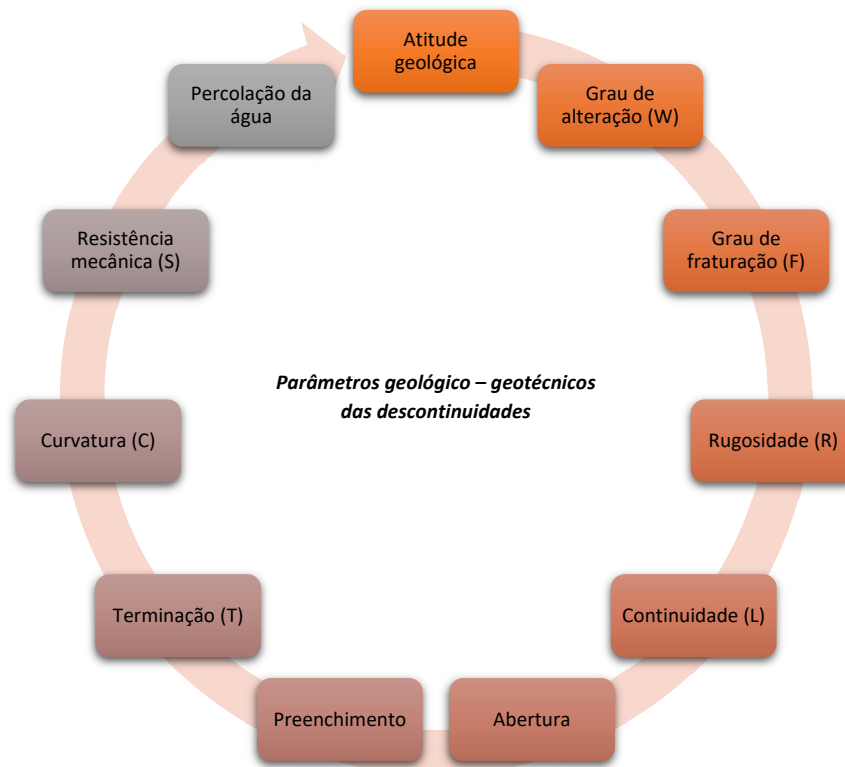 Atitude
geológica
Grau de
alteração (W)
Grau de
fraturação (F)
Rugosidade (R)
Continuidade (L)
Abertura
Preenchimento
Terminação (T)
Curvatura (C)
Resistência
mecânica (S)
Percolação da
água
Parâmetros geológico – geotécnicos
das descontinuidades